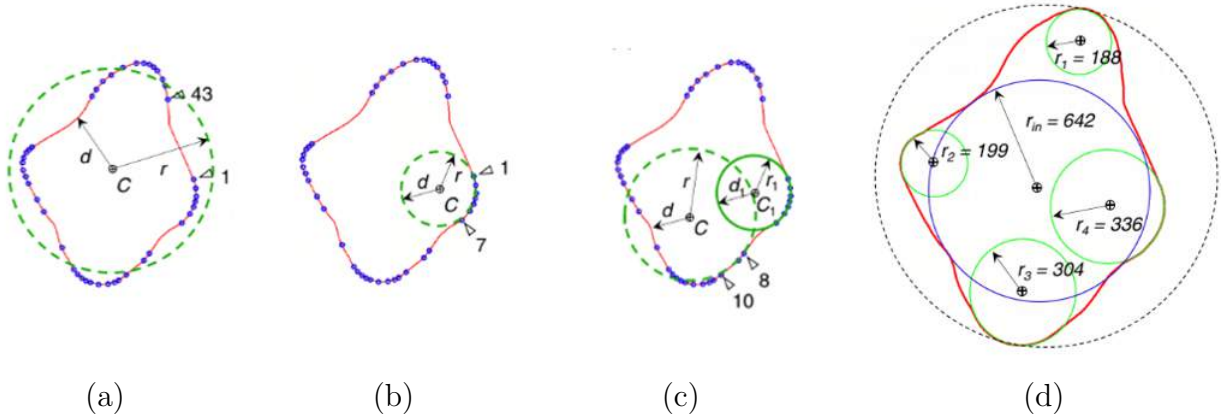 43
d
r
C
1
(a)
d
r
C
1
7
(b)
r
d
C
d₁
r₁
C₁
8
10
(c)
r₁ = 188
r_in = 642
r₂ = 199
r₄ = 336
r₃ = 304
(d)